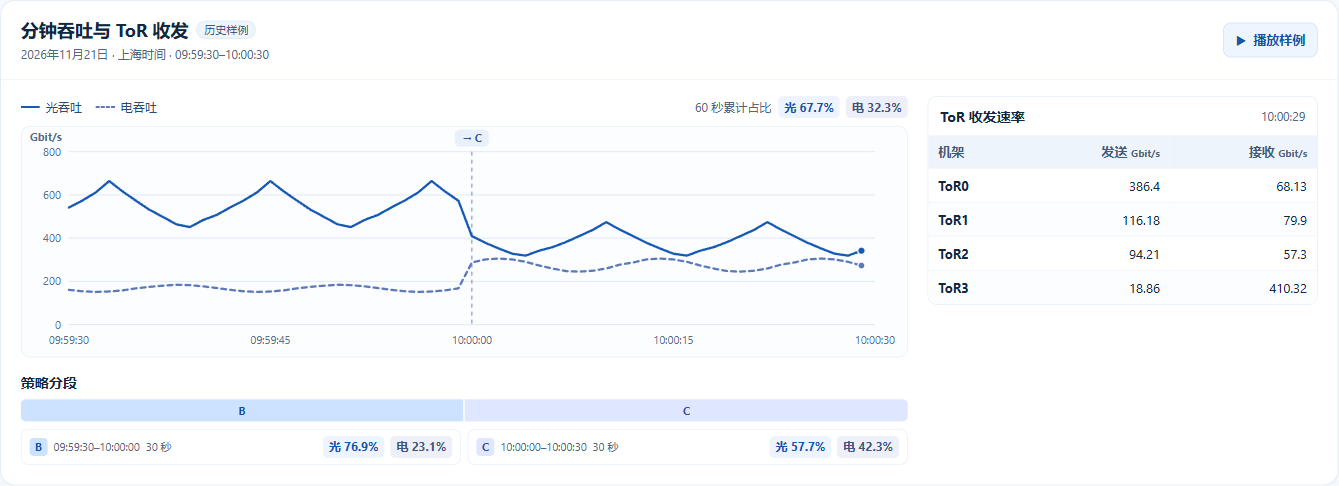 分钟吞吐与 ToR 收发 历史样例
2026年11月21日 · 上海时间 · 09:59:30–10:00:30
▶ 播放样例
光吞吐 电吞吐
60 秒累计占比 光 67.7% 电 32.3%
Gbit/s
→ C
800
600
400
200
0
09:59:30 09:59:45 10:00:00 10:00:15 10:00:30
策略分段
B C
B 09:59:30–10:00:00 30 秒 光 76.9% 电 23.1%
C 10:00:00–10:00:30 30 秒 光 57.7% 电 42.3%
ToR 收发速率 10:00:29
机架 发送 Gbit/s 接收 Gbit/s
ToR0 386.4 68.13
ToR1 116.18 79.9
ToR2 94.21 57.3
ToR3 18.86 410.32